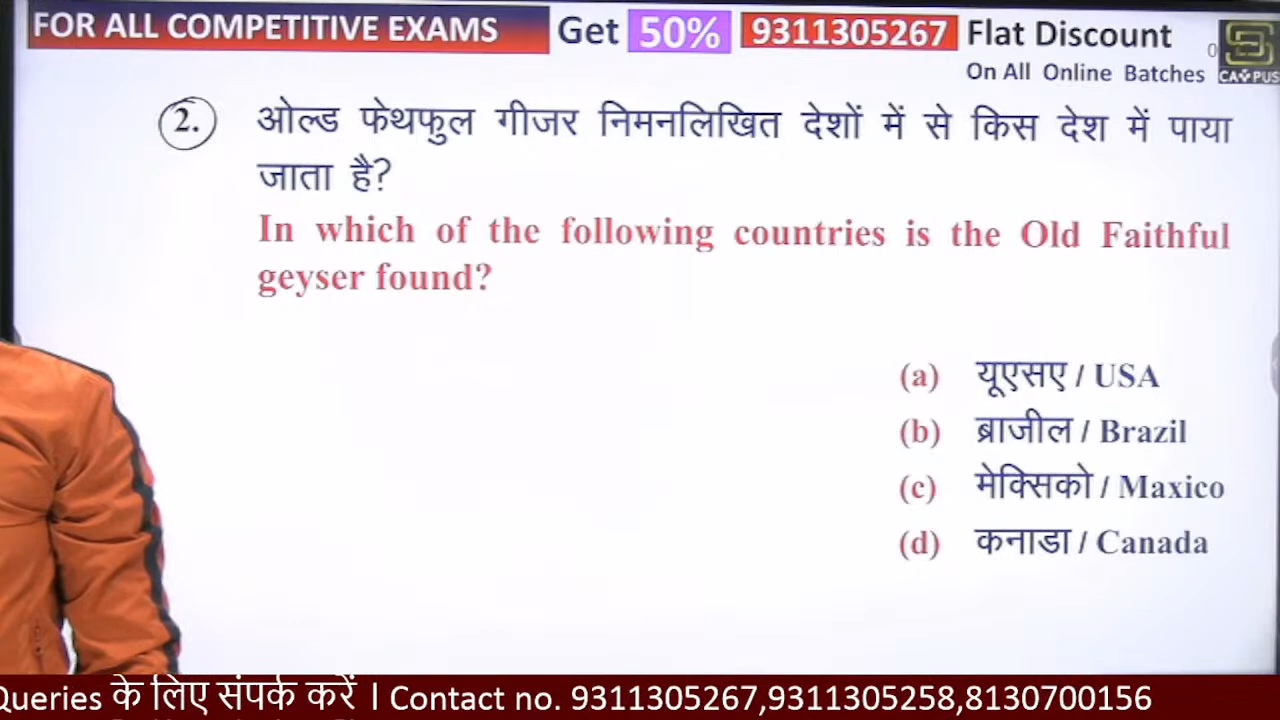 FOR ALL COMPETITIVE EXAMS Get 50% 9311305267 Flat Discount
On All Online Batches
CAMPUS
2. ओल्ड फेथफुल गीजर निमनलिखित देशों में से किस देश में पाया
जाता है?
In which of the following countries is the Old Faithful
geyser found?
(a) यूएसए / USA
(b) ब्राजील / Brazil
(c) मेक्सिको / Maxico
(d) कनाडा / Canada
Queries के लिए संपर्क करें । Contact no. 9311305267,9311305258,8130700156